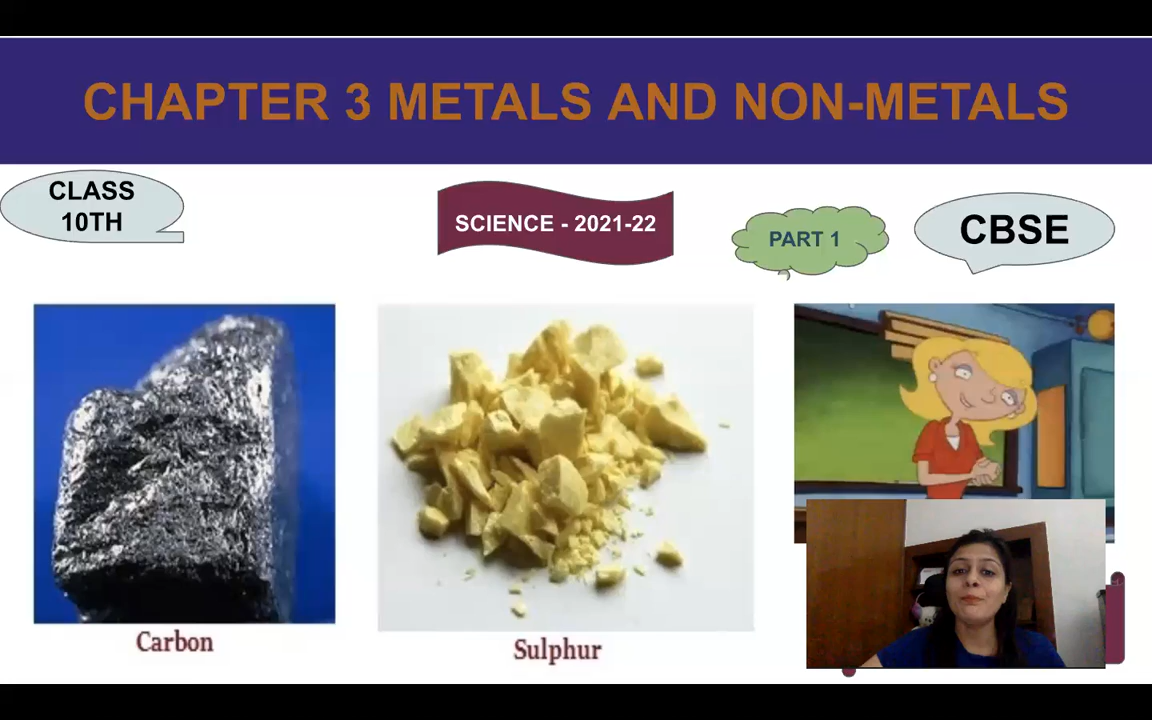 CHAPTER 3 METALS AND NON-METALS
CLASS
10TH
SCIENCE - 2021-22
PART 1
CBSE
Carbon
Sulphur